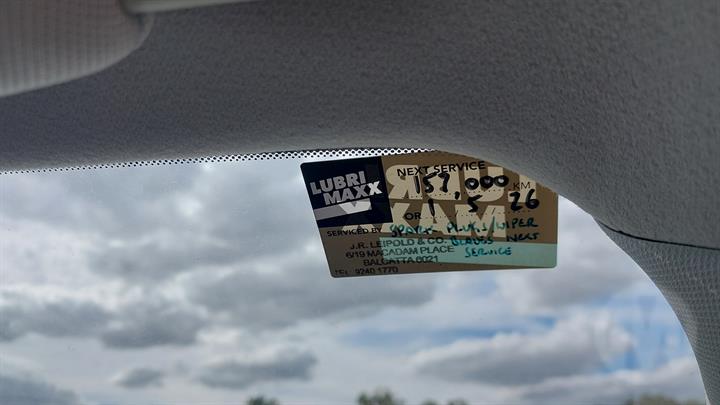 LUBRI
MAXX
NEXT SERVICE
157,000 KM
OR 1 5 26
SERVICED BY SPARK PLUGS/WIPER
J.R. LEIPOLD & CO. BLADES NEXT
6/19 MACADAM PLACE SERVICE
BALCATTA 6021
TEL: 9240 1770